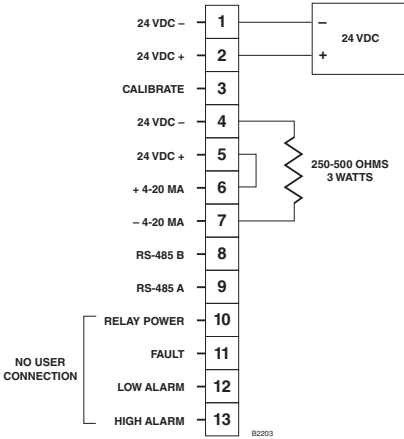 24 VDC – 1
24 VDC + 2
CALIBRATE 3
24 VDC – 4
24 VDC + 5
+ 4-20 MA 6
– 4-20 MA 7
RS-485 B 8
RS-485 A 9
RELAY POWER 10
FAULT 11
LOW ALARM 12
HIGH ALARM 13
–
24 VDC
+
250-500 OHMS
3 WATTS
NO USER
CONNECTION
B2203